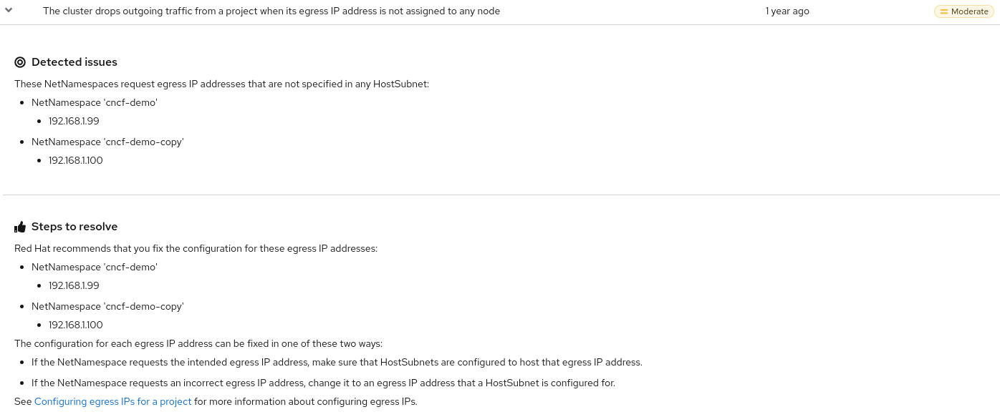 The cluster drops outgoing traffic from a project when its egress IP address is not assigned to any node 1 year ago Moderate
Detected issues
These NetNamespaces request egress IP addresses that are not specified in any HostSubnet:
NetNamespace 'cncf-demo'
192.168.1.99
NetNamespace 'cncf-demo-copy'
192.168.1.100
Steps to resolve
Red Hat recommends that you fix the configuration for these egress IP addresses:
NetNamespace 'cncf-demo'
192.168.1.99
NetNamespace 'cncf-demo-copy'
192.168.1.100
The configuration for each egress IP address can be fixed in one of these two ways:
If the NetNamespace requests the intended egress IP address, make sure that HostSubnets are configured to host that egress IP address.
If the NetNamespace requests an incorrect egress IP address, change it to an egress IP address that a HostSubnet is configured for.
See Configuring egress IPs for a project for more information about configuring egress IPs.